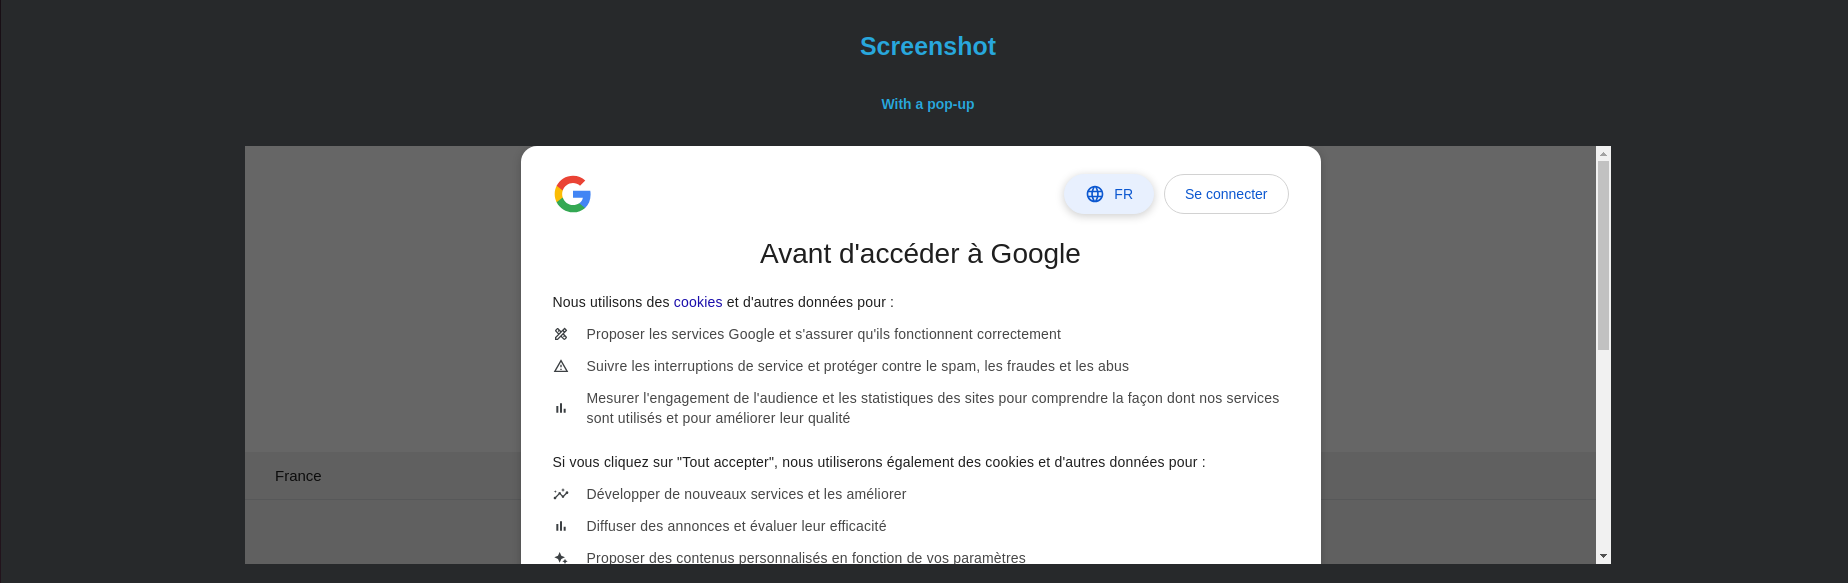 Screenshot
With a pop-up
FR
Se connecter
Avant d'accéder à Google
Nous utilisons des cookies et d'autres données pour :
Proposer les services Google et s'assurer qu'ils fonctionnent correctement
Suivre les interruptions de service et protéger contre le spam, les fraudes et les abus
Mesurer l'engagement de l'audience et les statistiques des sites pour comprendre la façon dont nos services
sont utilisés et pour améliorer leur qualité
Si vous cliquez sur "Tout accepter", nous utiliserons également des cookies et d'autres données pour :
France
Développer de nouveaux services et les améliorer
Diffuser des annonces et évaluer leur efficacité
Proposer des contenus personnalisés en fonction de vos paramètres